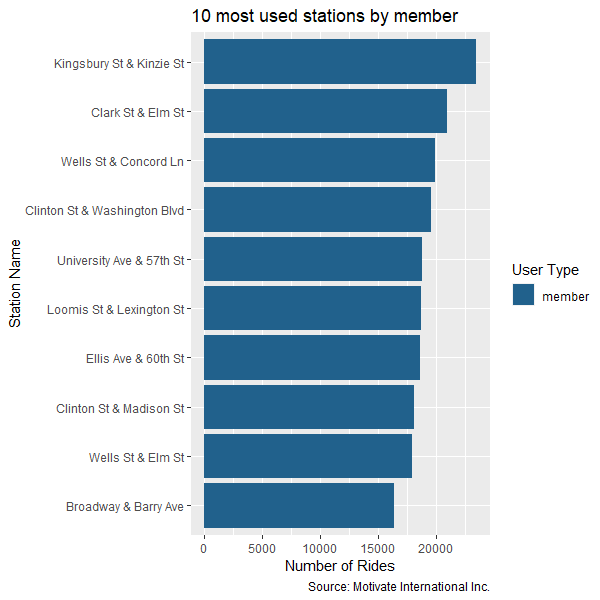 10 most used stations by member
Station Name
Kingsbury St & Kinzie St
Clark St & Elm St
Wells St & Concord Ln
Clinton St & Washington Blvd
University Ave & 57th St
Loomis St & Lexington St
Ellis Ave & 60th St
Clinton St & Madison St
Wells St & Elm St
Broadway & Barry Ave
0 5000 10000 15000 20000
Number of Rides
User Type
member
Source: Motivate International Inc.